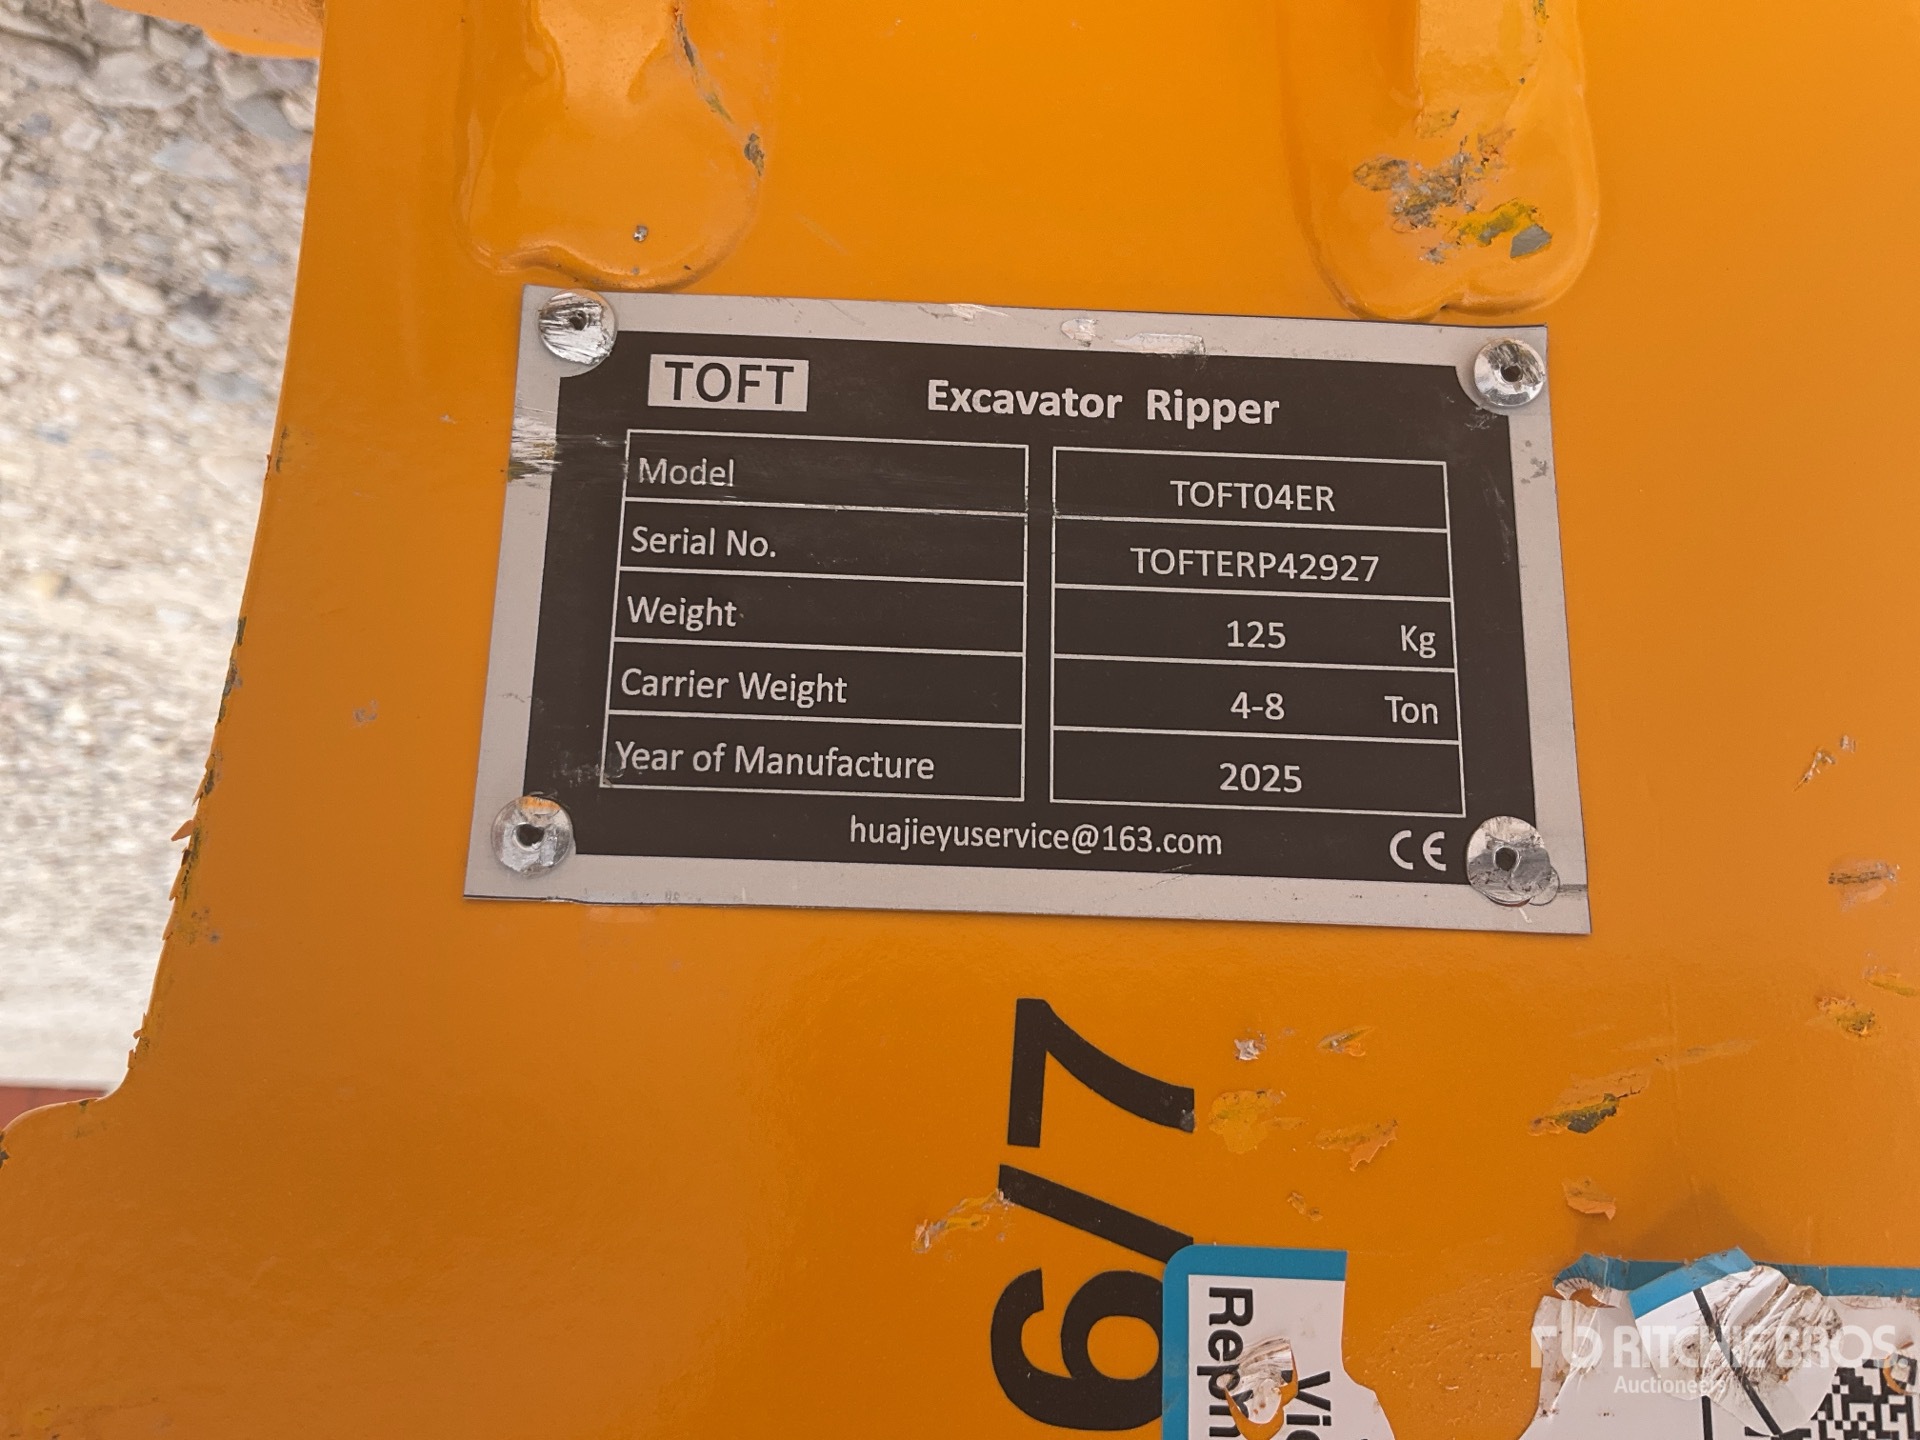 TOFT Excavator Ripper
Model TOFT04ER
Serial No. TOFTERP42927
Weight 125 Kg
Carrier Weight 4-8 Ton
Year of Manufacture 2025
huajieyuservice@163.com CE
RITCHIE BROS.
Auctioneers